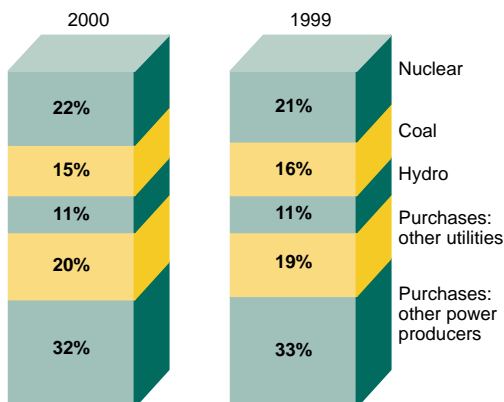 2000
1999
22%
21%
Nuclear
15%
16%
Coal
Hydro
11%
11%
Purchases:
other utilities
20%
19%
Purchases:
other power
producers
32%
33%